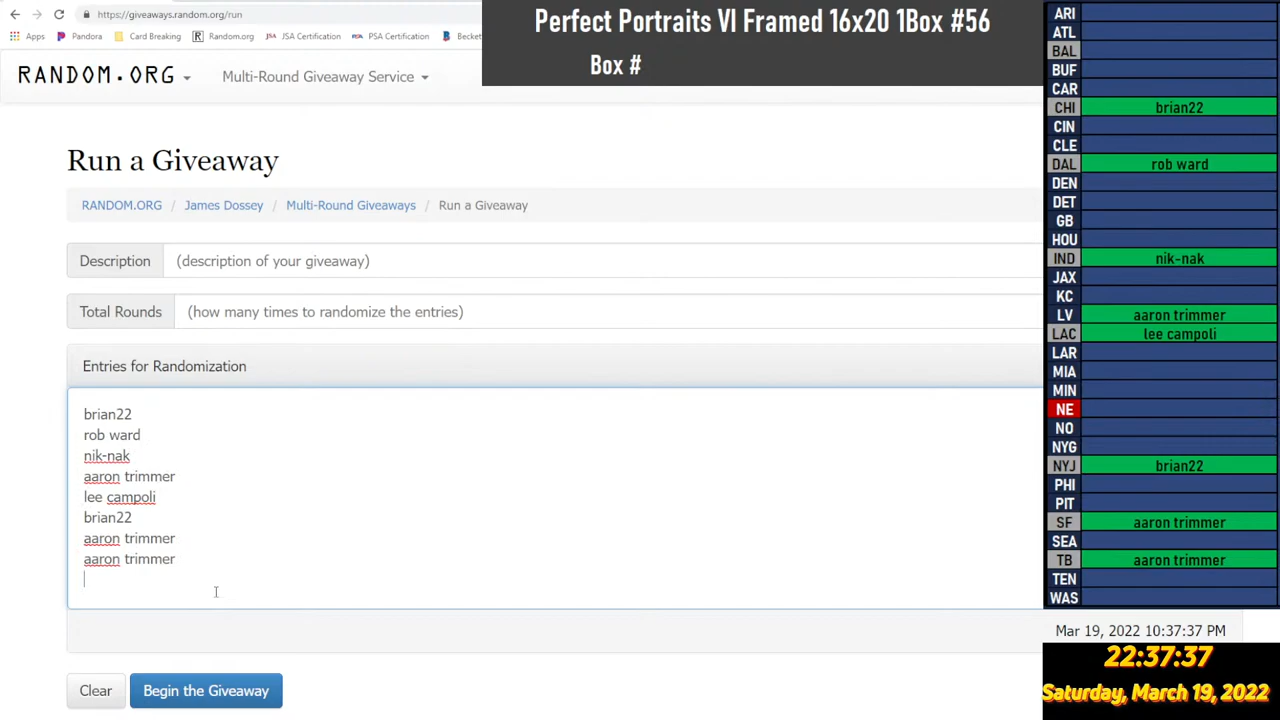 https://giveaways.random.org/run
Apps
Pandora
Card Breaking
Random.org
JSA Certification
PSA Certification
Becket
Perfect Portraits VI Framed 16x20 1Box #56
Box #
RANDOM.ORG
Multi-Round Giveaway Service
Run a Giveaway
RANDOM.ORG / James Dossey / Multi-Round Giveaways / Run a Giveaway
Description (description of your giveaway)
Total Rounds (how many times to randomize the entries)
Entries for Randomization
brian22
rob ward
nik-nak
aaron trimmer
lee campoli
brian22
aaron trimmer
aaron trimmer
Clear
Begin the Giveaway
ARI
ATL
BAL
BUF
CAR
CHI brian22
CIN
CLE
DAL rob ward
DEN
DET
GB
HOU
IND nik-nak
JAX
KC
LV aaron trimmer
LAC lee campoli
LAR
MIA
MIN
NE
NO
NYG
NYJ brian22
PHI
PIT
SF aaron trimmer
SEA
TB aaron trimmer
TEN
WAS
Mar 19, 2022 10:37:37 PM
22:37:37
Saturday, March 19, 2022